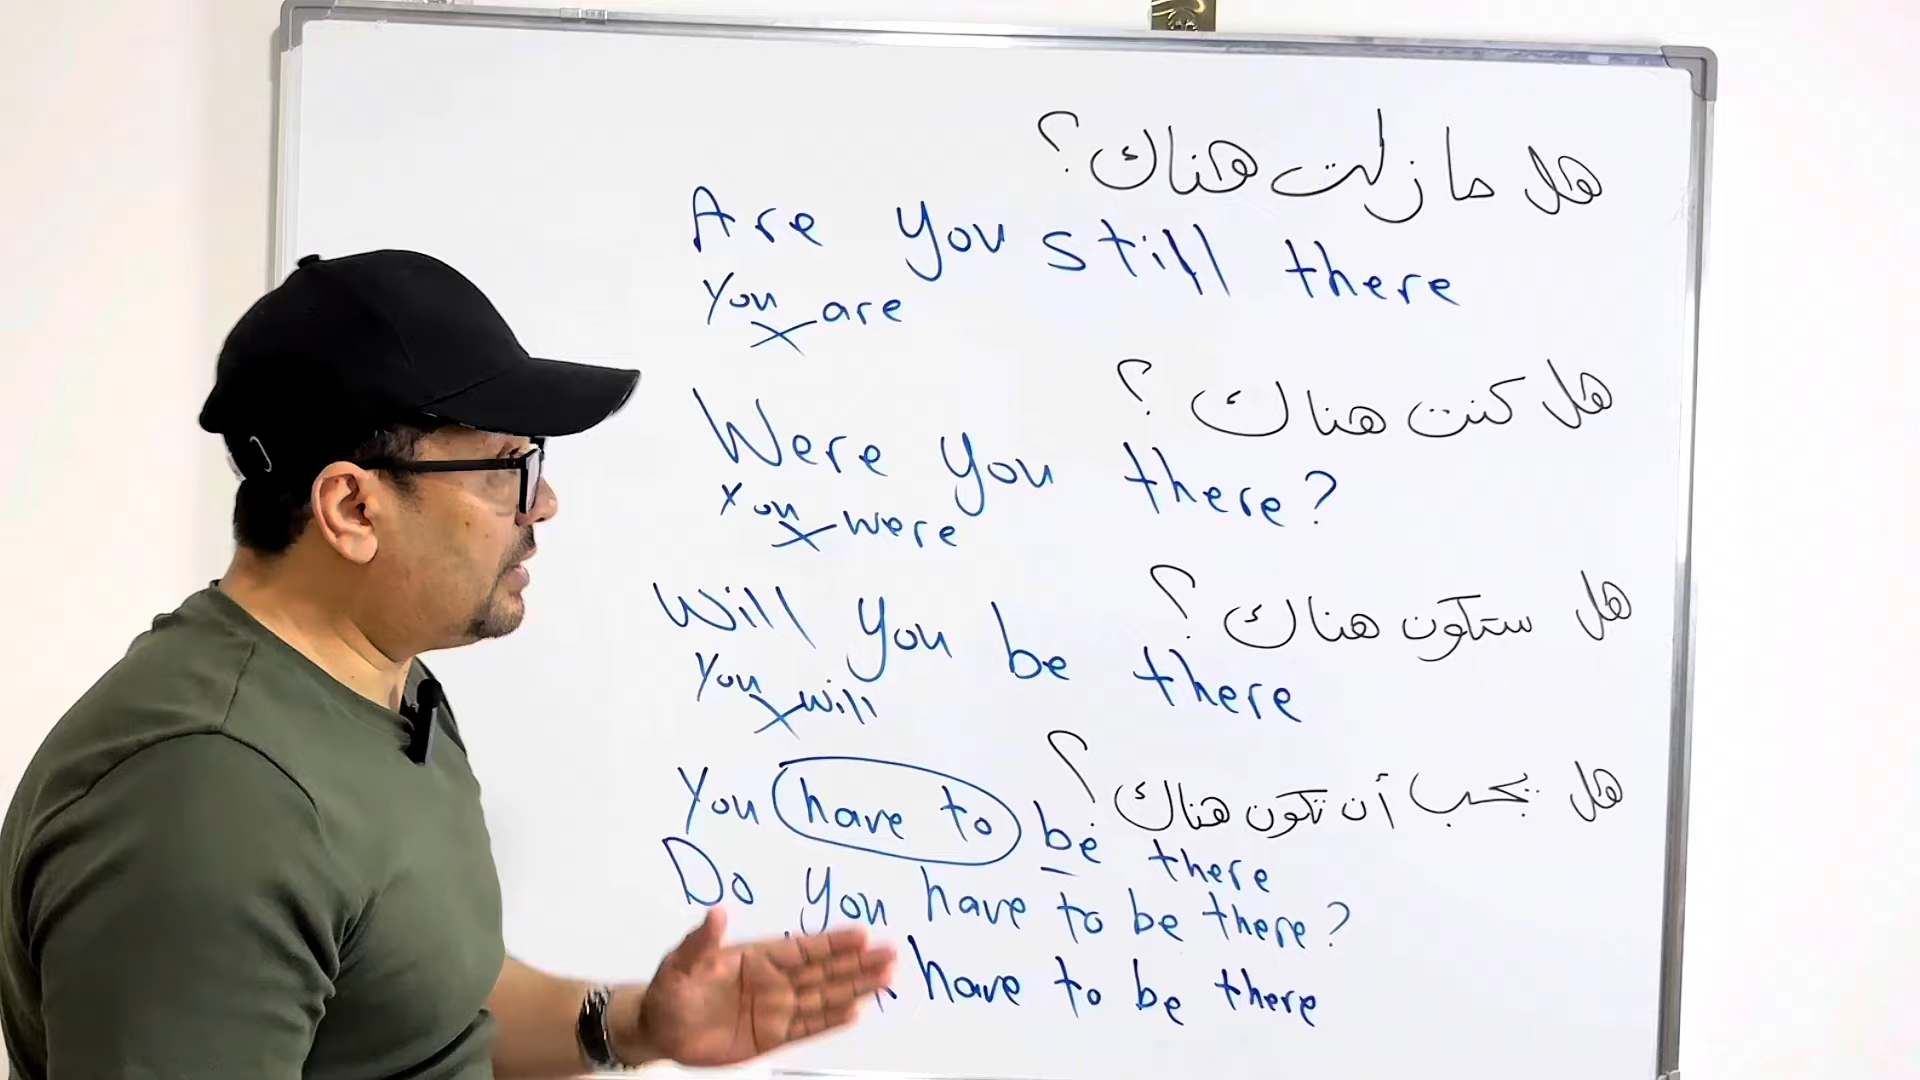 هل ما زلت هناك؟
Are you still there
You are
هل كنت هناك؟
Were you there?
You were
هل ستكون هناك؟
Will you be there
You will
هل يجب أن تكون هناك؟
You have to be there
Do you have to be there?
have to be there